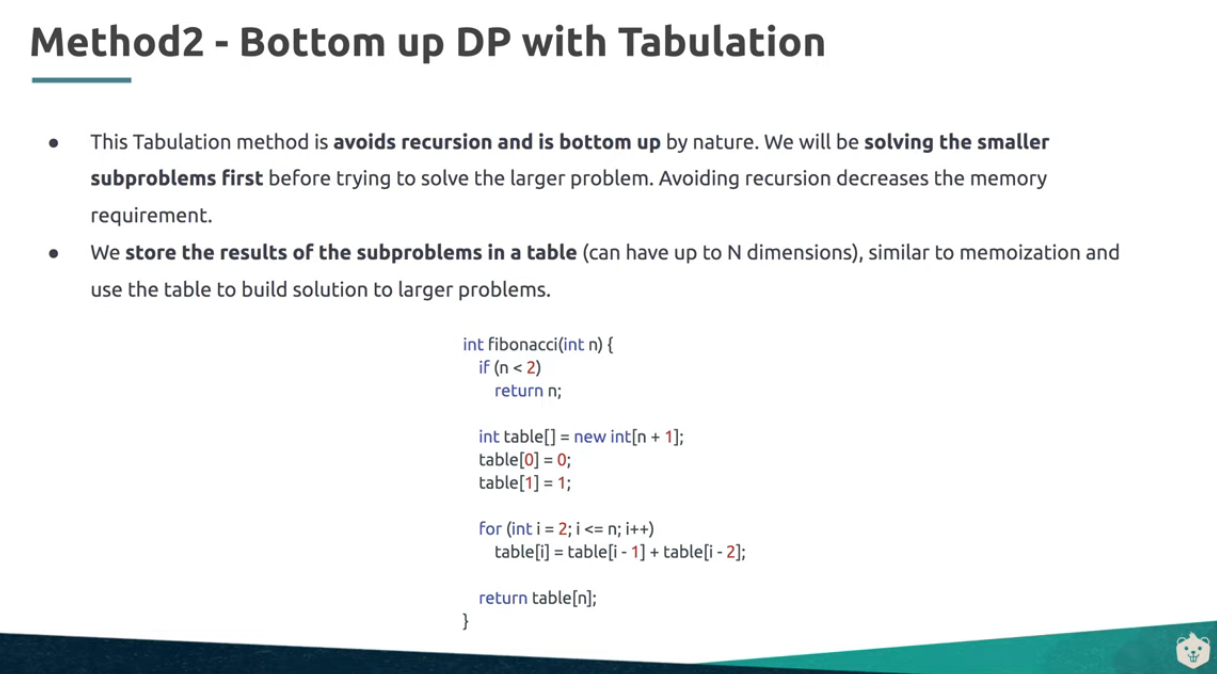 Method2 - Bottom up DP with Tabulation
● This Tabulation method is avoids recursion and is bottom up by nature. We will be solving the smaller
subproblems first before trying to solve the larger problem. Avoiding recursion decreases the memory
requirement.
● We store the results of the subproblems in a table (can have up to N dimensions), similar to memoization and
use the table to build solution to larger problems.
int fibonacci(int n) {
if (n < 2)
return n;
int table[] = new int[n + 1];
table[0] = 0;
table[1] = 1;
for (int i = 2; i <= n; i++)
table[i] = table[i - 1] + table[i - 2];
return table[n];
}